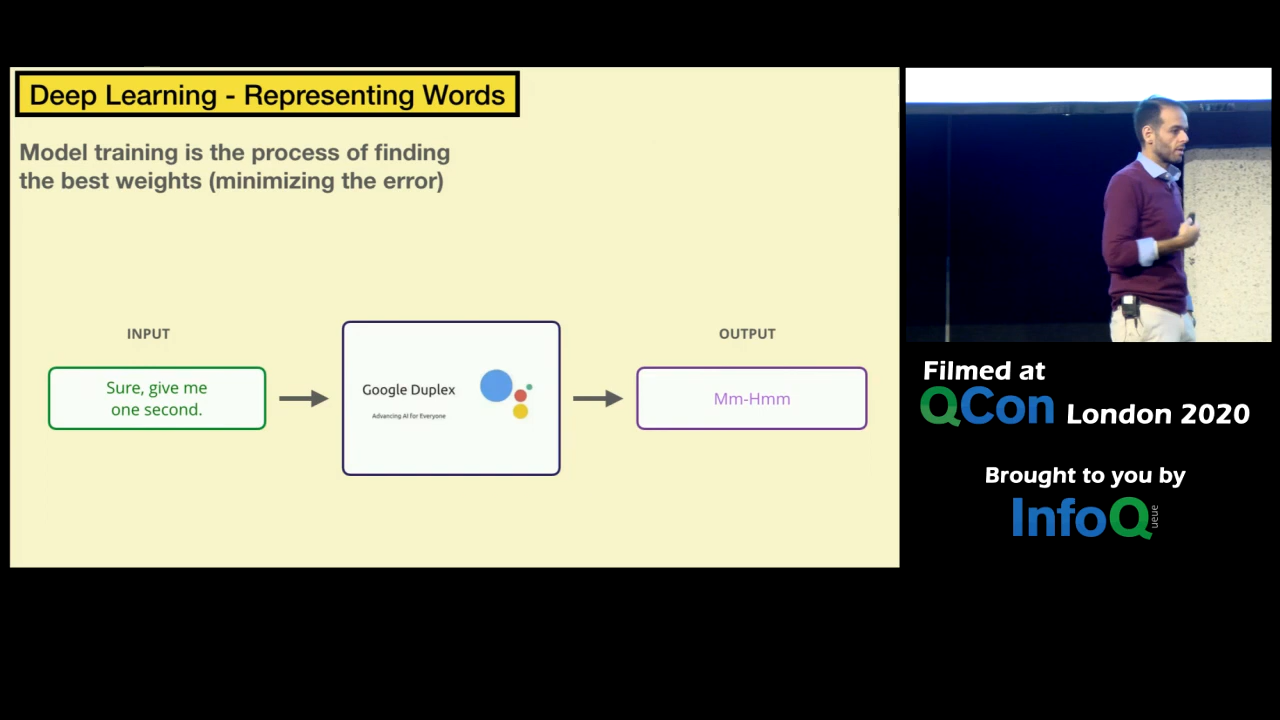 Deep Learning - Representing Words
Model training is the process of finding
the best weights (minimizing the error)
INPUT
OUTPUT
Sure, give me
one second.
Google Duplex
Advancing AI for Everyone
Mm-Hmm
Filmed at
QCon London 2020
Brought to you by
InfoQ
ueue